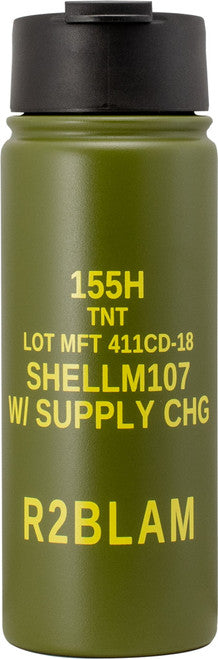 155H
TNT
LOT MFT 411CD-18
SHELLM107
W/ SUPPLY CHG
R2BLAM